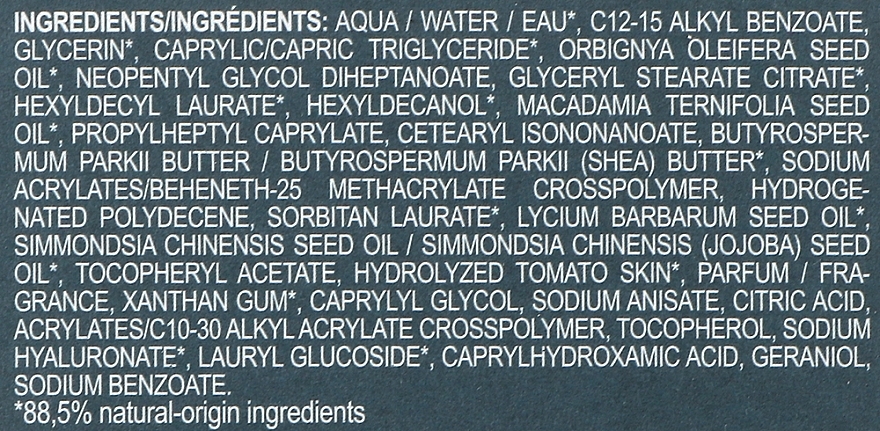 INGREDIENTS/INGRÉDIENTS: AQUA / WATER / EAU*, C12-15 ALKYL BENZOATE,
GLYCERIN*, CAPRYLIC/CAPRIC TRIGLYCERIDE*, ORBIGNYA OLEIFERA SEED
OIL*, NEOPENTYL GLYCOL DIHEPTANOATE, GLYCERYL STEARATE CITRATE*,
HEXYLDECYL LAURATE*, HEXYLDECANOL*, MACADAMIA TERNIFOLIA SEED
OIL*, PROPYLHEPTYL CAPRYLATE, CETEARYL ISONONANOATE, BUTYROSPER-
MUM PARKII BUTTER / BUTYROSPERMUM PARKII (SHEA) BUTTER*, SODIUM
ACRYLATES/BEHENETH-25 METHACRYLATE CROSSPOLYMER, HYDROGE-
NATED POLYDECENE, SORBITAN LAURATE*, LYCIUM BARBARUM SEED OIL*,
SIMMONDSIA CHINENSIS SEED OIL / SIMMONDSIA CHINENSIS (JOJOBA) SEED
OIL*, TOCOPHERYL ACETATE, HYDROLYZED TOMATO SKIN*, PARFUM / FRA-
GRANCE, XANTHAN GUM*, CAPRYLYL GLYCOL, SODIUM ANISATE, CITRIC ACID,
ACRYLATES/C10-30 ALKYL ACRYLATE CROSSPOLYMER, TOCOPHEROL, SODIUM
HYALURONATE*, LAURYL GLUCOSIDE*, CAPRYLHYDROXAMIC ACID, GERANIOL,
SODIUM BENZOATE.
*88,5% natural-origin ingredients